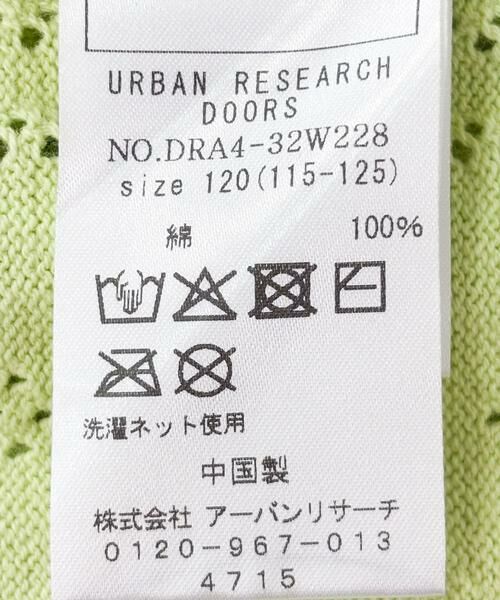 URBAN RESEARCH
DOORS
NO.DRA4-32W228
size 120(115-125)
綿 100%
洗濯ネット使用
中国製
株式会社 アーバンリサーチ
0120-967-013
4715